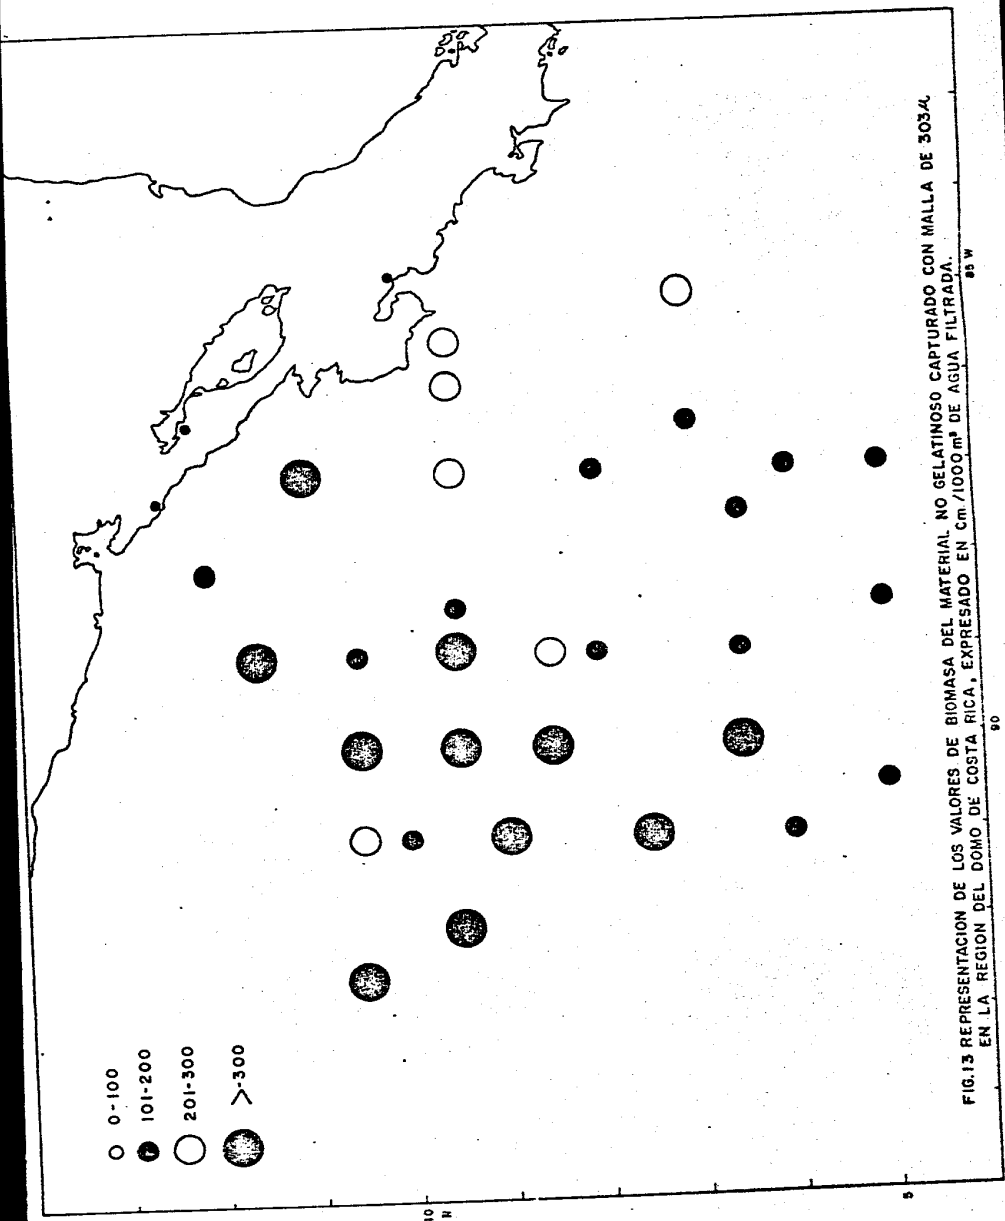 0-100
101-200
201-300
>-300
10
N
5
90
85 W
FIG.13 REPRESENTACION DE LOS VALORES DE BIOMASA DEL MATERIAL NO GELATINOSO CAPTURADO CON MALLA DE 303µ
EN LA REGION DEL DOMO DE COSTA RICA, EXPRESADO EN Cm./1000m³ DE AGUA FILTRADA.